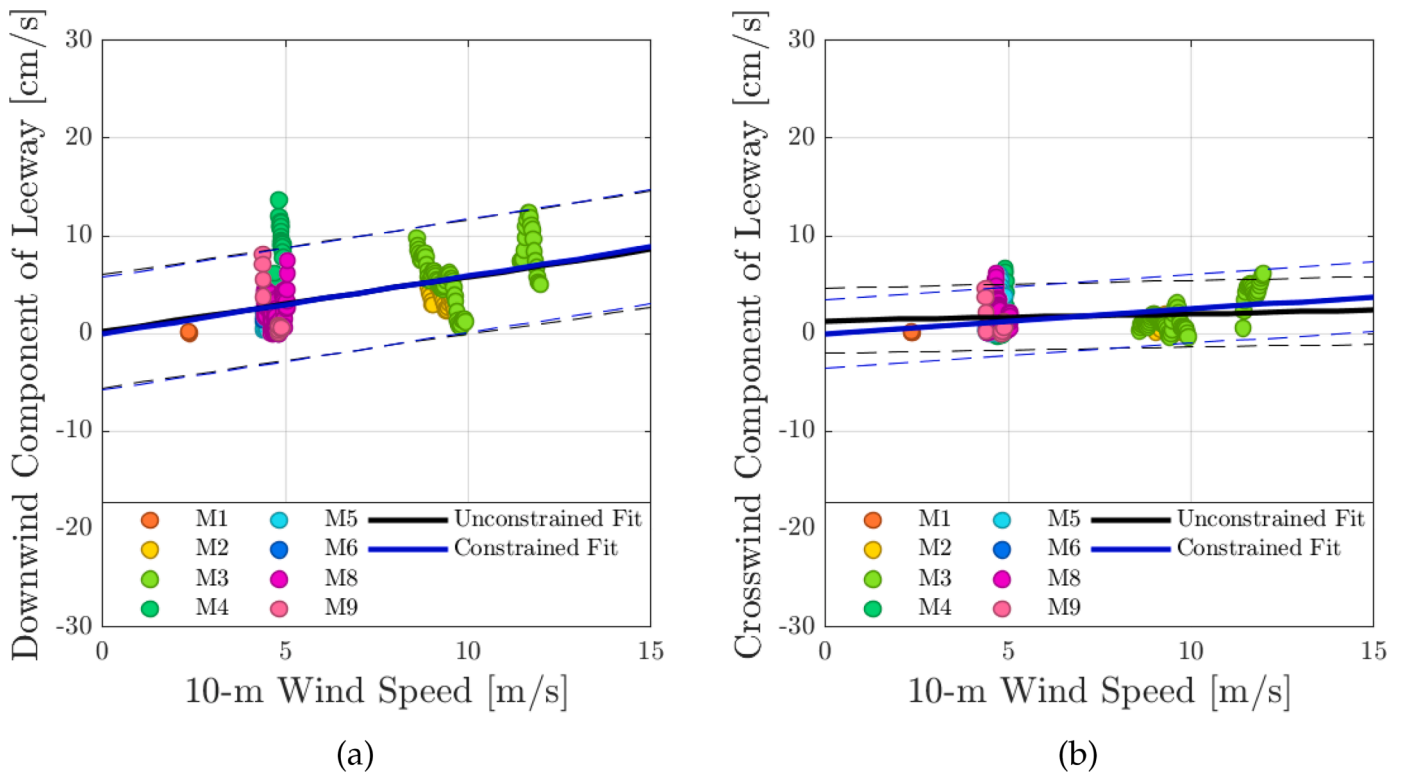 Downwind Component of Leeway [cm/s]
30
20
10
0
-10
-20
-30
M1
M2
M3
M4
M5
M6
M8
M9
Unconstrained Fit
Constrained Fit
0
5
10
15
10-m Wind Speed [m/s]
(a)
Crosswind Component of Leeway [cm/s]
30
20
10
0
-10
-20
-30
M1
M2
M3
M4
M5
M6
M8
M9
Unconstrained Fit
Constrained Fit
0
5
10
15
10-m Wind Speed [m/s]
(b)